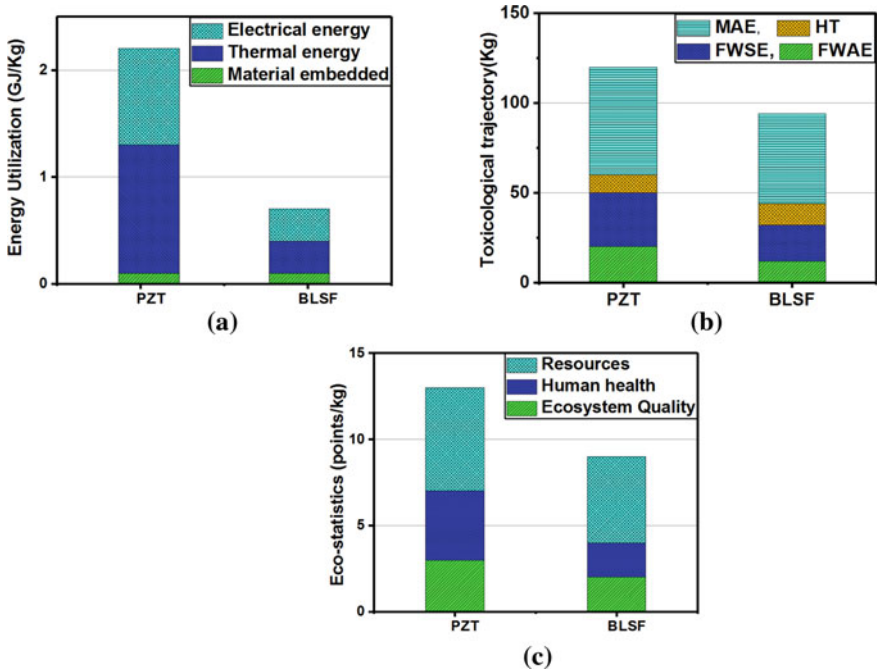 Energy Utilization (GJ/Kg)
2
1
0
Electrical energy
Thermal energy
Material embedded
PZT
BLSF
(a)
Toxicological trajectory(Kg)
150
100
50
0
MAE, HT
FWSE, FWAE
PZT
BLSF
(b)
Eco-statistics (points/kg)
15
10
5
0
Resources
Human health
Ecosystem Quality
PZT
BLSF
(c)